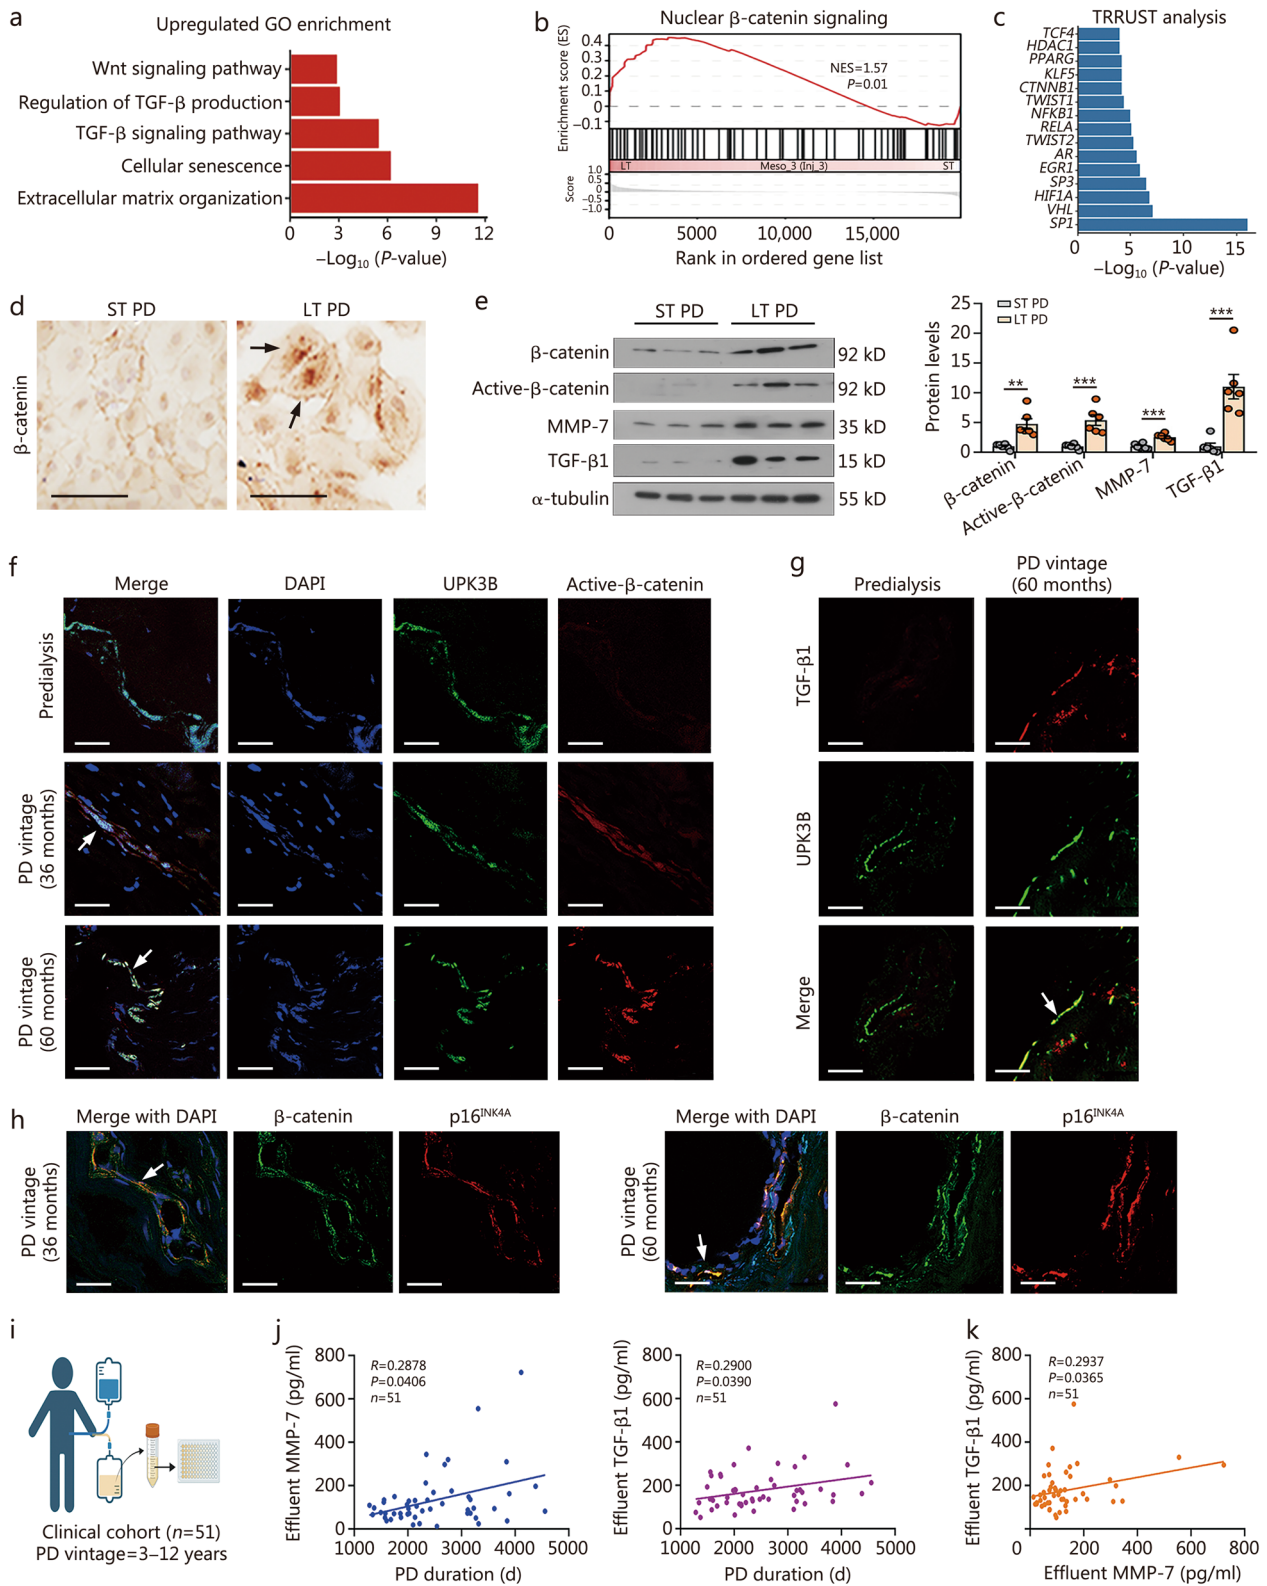 a
Upregulated GO enrichment
Wnt signaling pathway
Regulation of TGF-β production
TGF-β signaling pathway
Cellular senescence
Extracellular matrix organization
0 3 6 9 12
–Log10 (P-value)
b
Nuclear β-catenin signaling
Enrichment score (ES)
0.4
0.3
0.2
0.1
0
–0.1
NES=1.57
P=0.01
LT Meso_3 (Inj_3) ST
Score
1.0
0.5
0
–0.5
–1.0
0 5000 10,000 15,000
Rank in ordered gene list
c
TRRUST analysis
TCF4
HDAC1
PPARG
KLF5
CTNNB1
TWIST1
NFKB1
RELA
TWIST2
AR
EGR1
SP3
HIF1A
VHL
SP1
0 5 10 15
–Log10 (P-value)
d
ST PD LT PD
β-catenin
e
ST PD LT PD
β-catenin 92 kD
Active-β-catenin 92 kD
MMP-7 35 kD
TGF-β1 15 kD
α-tubulin 55 kD
Protein levels
25
20
15
10
5
0
ST PD
LT PD
** *** *** ***
β-catenin
Active-β-catenin
MMP-7
TGF-β1
f
Merge DAPI UPK3B Active-β-catenin
Predialysis
PD vintage
(36 months)
PD vintage
(60 months)
g
Predialysis
PD vintage
(60 months)
TGF-β1
UPK3B
Merge
h
Merge with DAPI β-catenin p16INK4A
PD vintage
(36 months)
Merge with DAPI β-catenin p16INK4A
PD vintage
(60 months)
i
Clinical cohort (n=51)
PD vintage=3–12 years
j
Effluent MMP-7 (pg/ml)
800
600
400
200
0
R=0.2878
P=0.0406
n=51
1000 2000 3000 4000 5000
PD duration (d)
Effluent TGF-β1 (pg/ml)
800
600
400
200
0
R=0.2900
P=0.0390
n=51
1000 2000 3000 4000 5000
PD duration (d)
k
Effluent TGF-β1 (pg/ml)
800
600
400
200
R=0.2937
P=0.0365
n=51
0 200 400 600 800
Effluent MMP-7 (pg/ml)